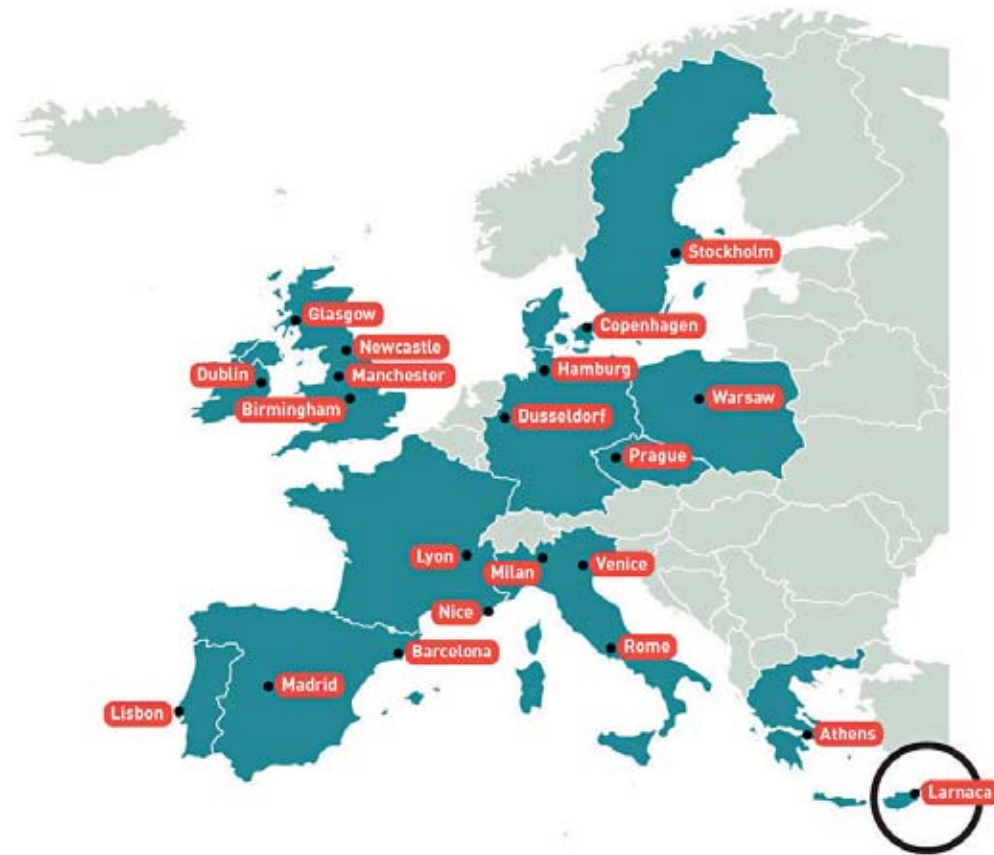 Stockholm
Glasgow
Copenhagen
Newcastle
Hamburg
Dublin
Manchester
Warsaw
Birmingham
Dusseldorf
Prague
Lyon
Milan
Venice
Nice
Rome
Barcelona
Madrid
Lisbon
Athens
Larnaca